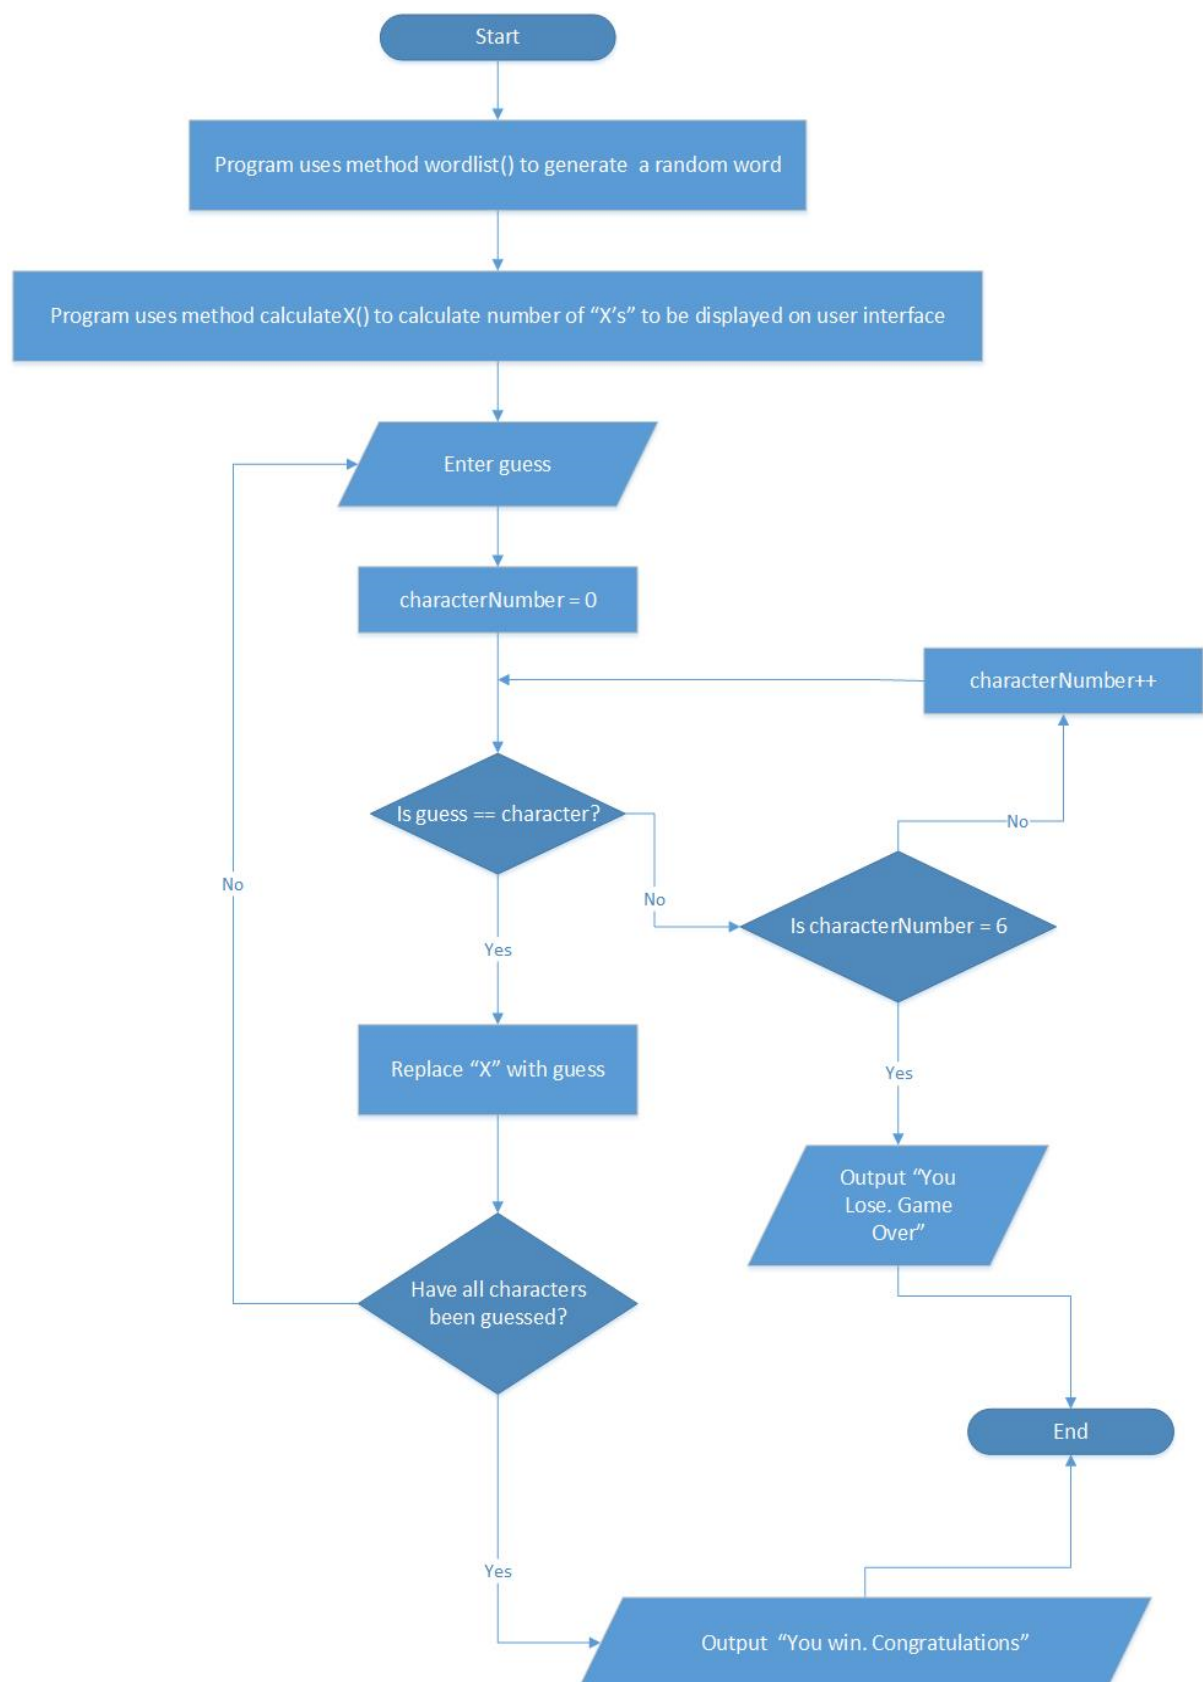 Start
Program uses method wordlist() to generate  a random word
Program uses method calculateX() to calculate number of “X’s” to be displayed on user interface
Enter guess
characterNumber = 0
characterNumber++
Is guess == character?
No
No
Is characterNumber = 6
No
Yes
Replace “X” with guess
Yes
Output “You
Lose. Game
Over”
Have all characters
been guessed?
End
Yes
Output  “You win. Congratulations”